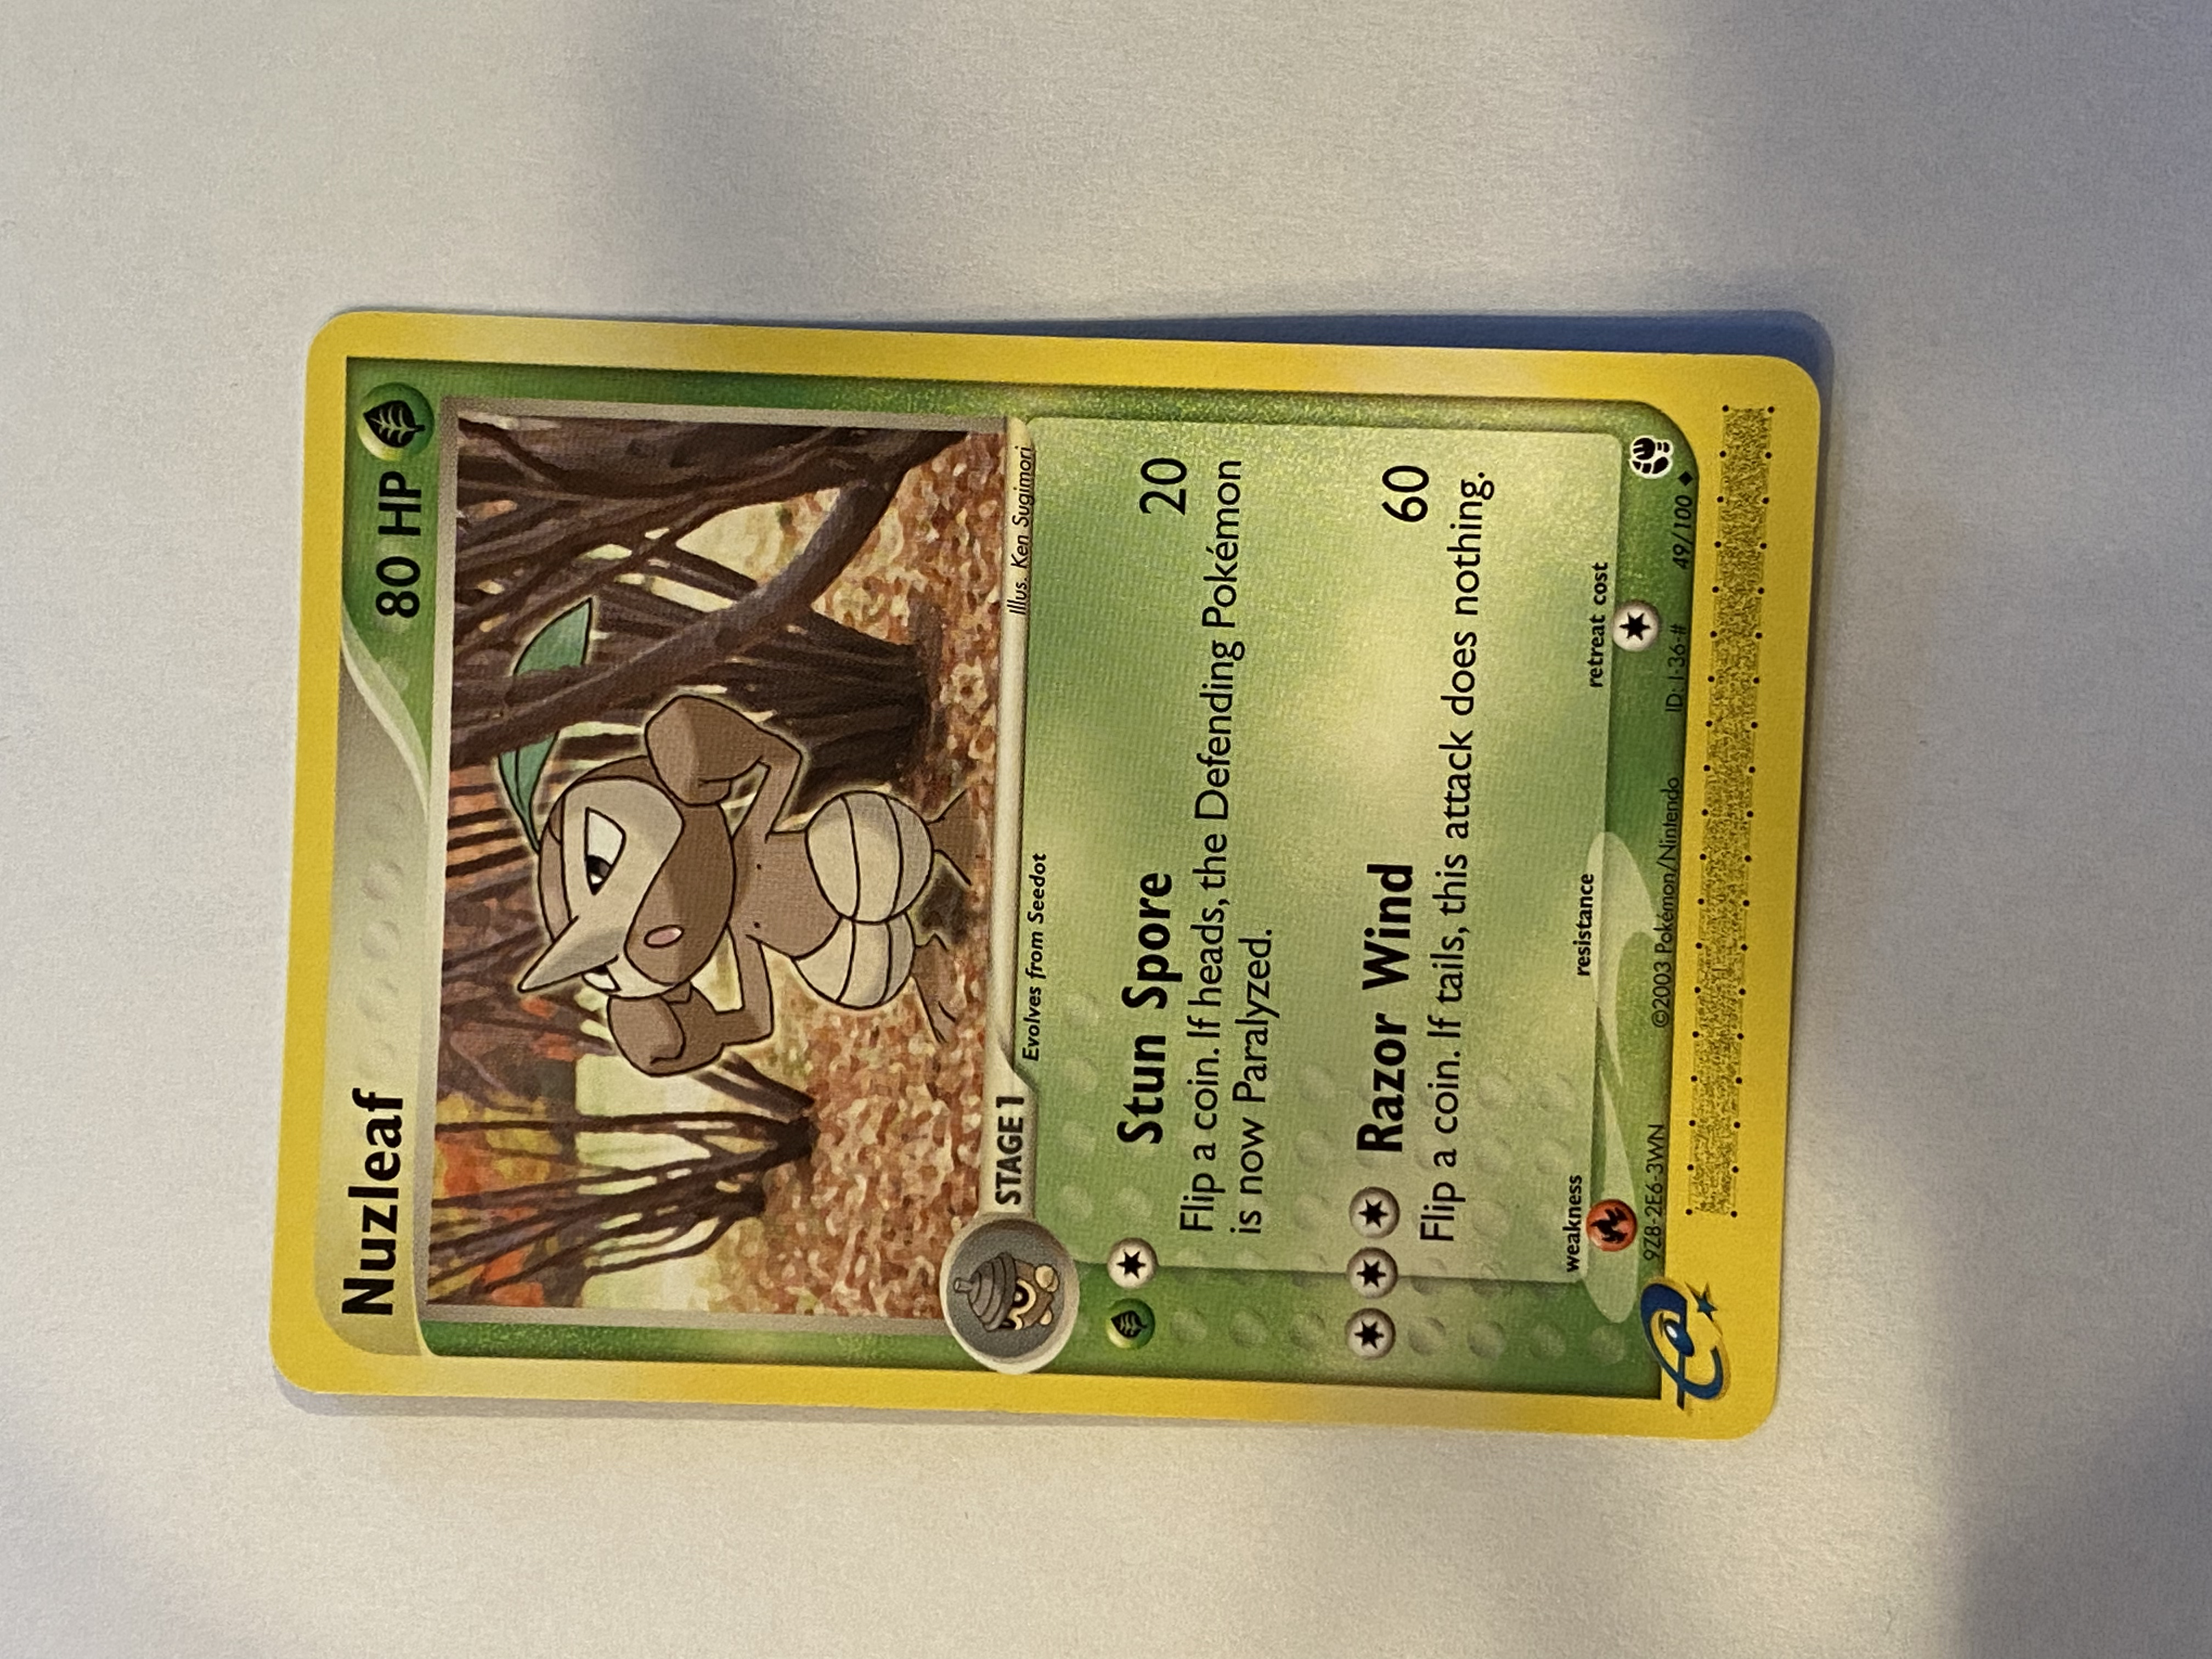 Nuzleaf
80 HP
STAGE 1
Evolves from Seedot
Illus. Ken Sugimori
Stun Spore 20
Flip a coin. If heads, the Defending Pokémon
is now Paralyzed.
Razor Wind 60
Flip a coin. If tails, this attack does nothing.
weakness resistance retreat cost
9Z8-2E6-3WN ©2003 Pokémon/Nintendo ID: I-36-# 49/100
e